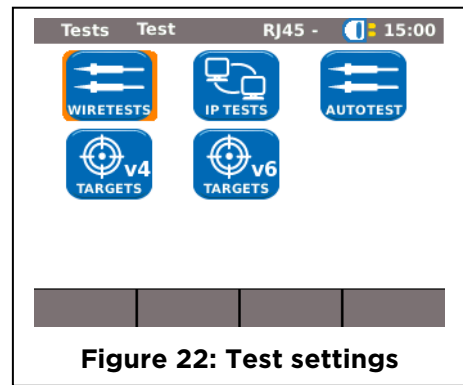 Tests Test RJ45 - 15:00
WIRETESTS IP TESTS AUTOTEST
v4 v6
TARGETS TARGETS
Figure 22: Test settings